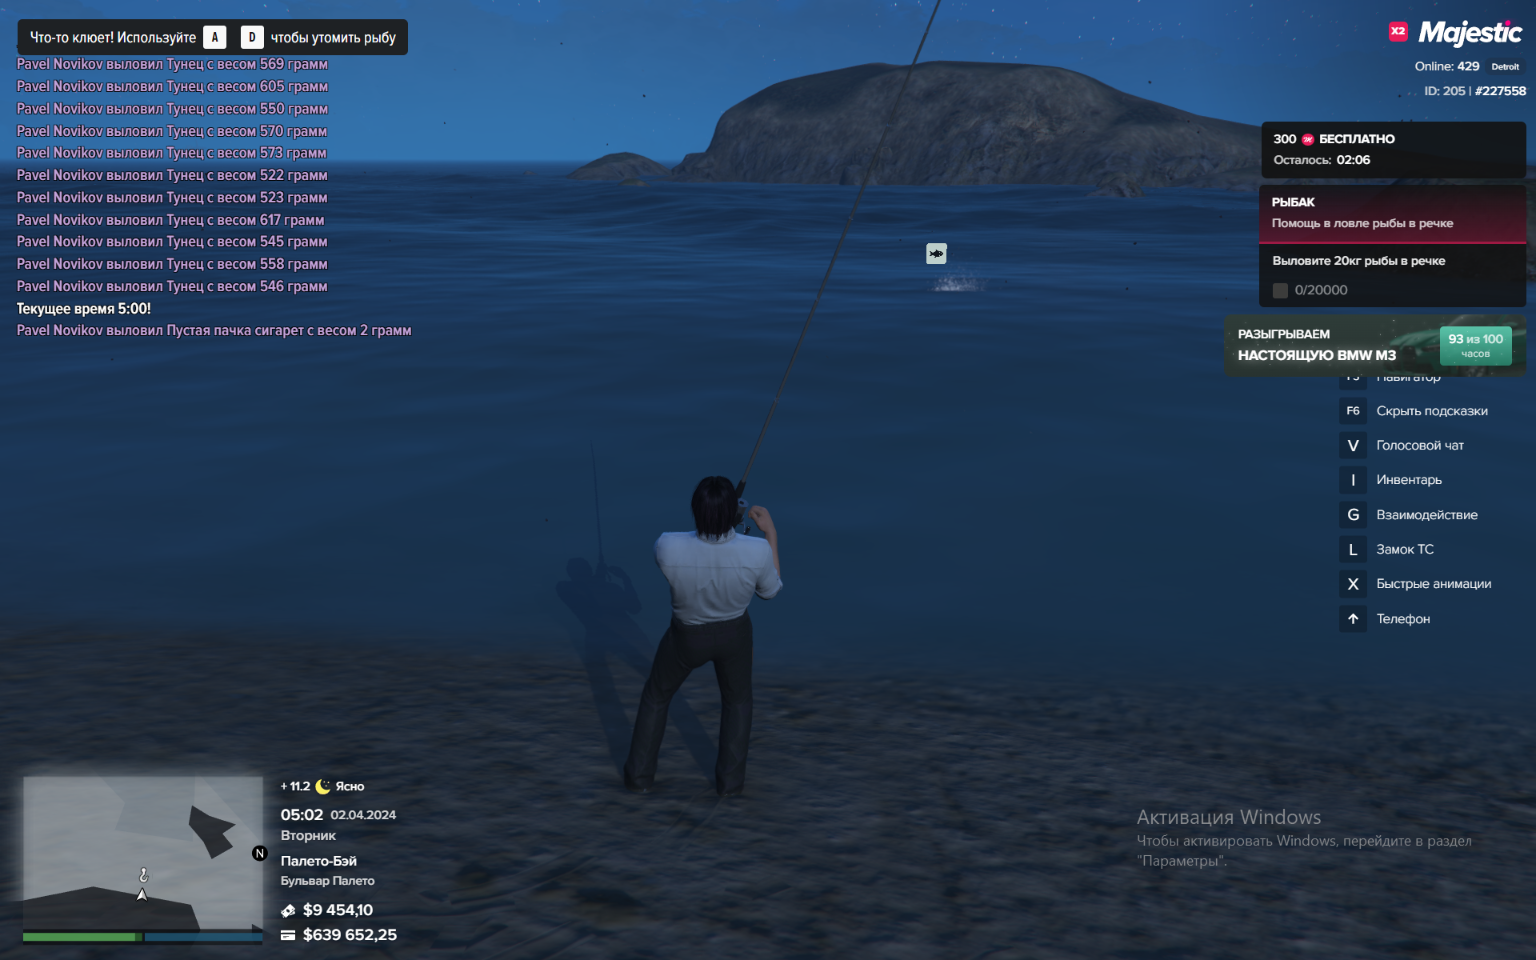 Что-то клюет! Используйте A D чтобы утомить рыбу
Pavel Novikov выловил Тунец с весом 569 грамм
Pavel Novikov выловил Тунец с весом 605 грамм
Pavel Novikov выловил Тунец с весом 550 грамм
Pavel Novikov выловил Тунец с весом 570 грамм
Pavel Novikov выловил Тунец с весом 573 грамм
Pavel Novikov выловил Тунец с весом 522 грамм
Pavel Novikov выловил Тунец с весом 523 грамм
Pavel Novikov выловил Тунец с весом 617 грамм
Pavel Novikov выловил Тунец с весом 545 грамм
Pavel Novikov выловил Тунец с весом 558 грамм
Pavel Novikov выловил Тунец с весом 546 грамм
Текущее время 5:00!
Pavel Novikov выловил Пустая пачка сигарет с весом 2 грамм
X2 Majestic
Online: 429 Detroit
ID: 205 | #227558
300 БЕСПЛАТНО
Осталось: 02:06
РЫБАК
Помощь в ловле рыбы в речке
Выловите 20кг рыбы в речке
0/20000
РАЗЫГРЫВАЕМ
НАСТОЯЩУЮ BMW M3
93 из 100
часов
Навигатор
F6 Скрыть подсказки
V Голосовой чат
I Инвентарь
G Взаимодействие
L Замок ТС
X Быстрые анимации
Телефон
N
+ 11.2 Ясно
05:02 02.04.2024
Вторник
Палето-Бэй
Бульвар Палето
$9 454,10
$639 652,25
Активация Windows
Чтобы активировать Windows, перейдите в раздел
"Параметры".